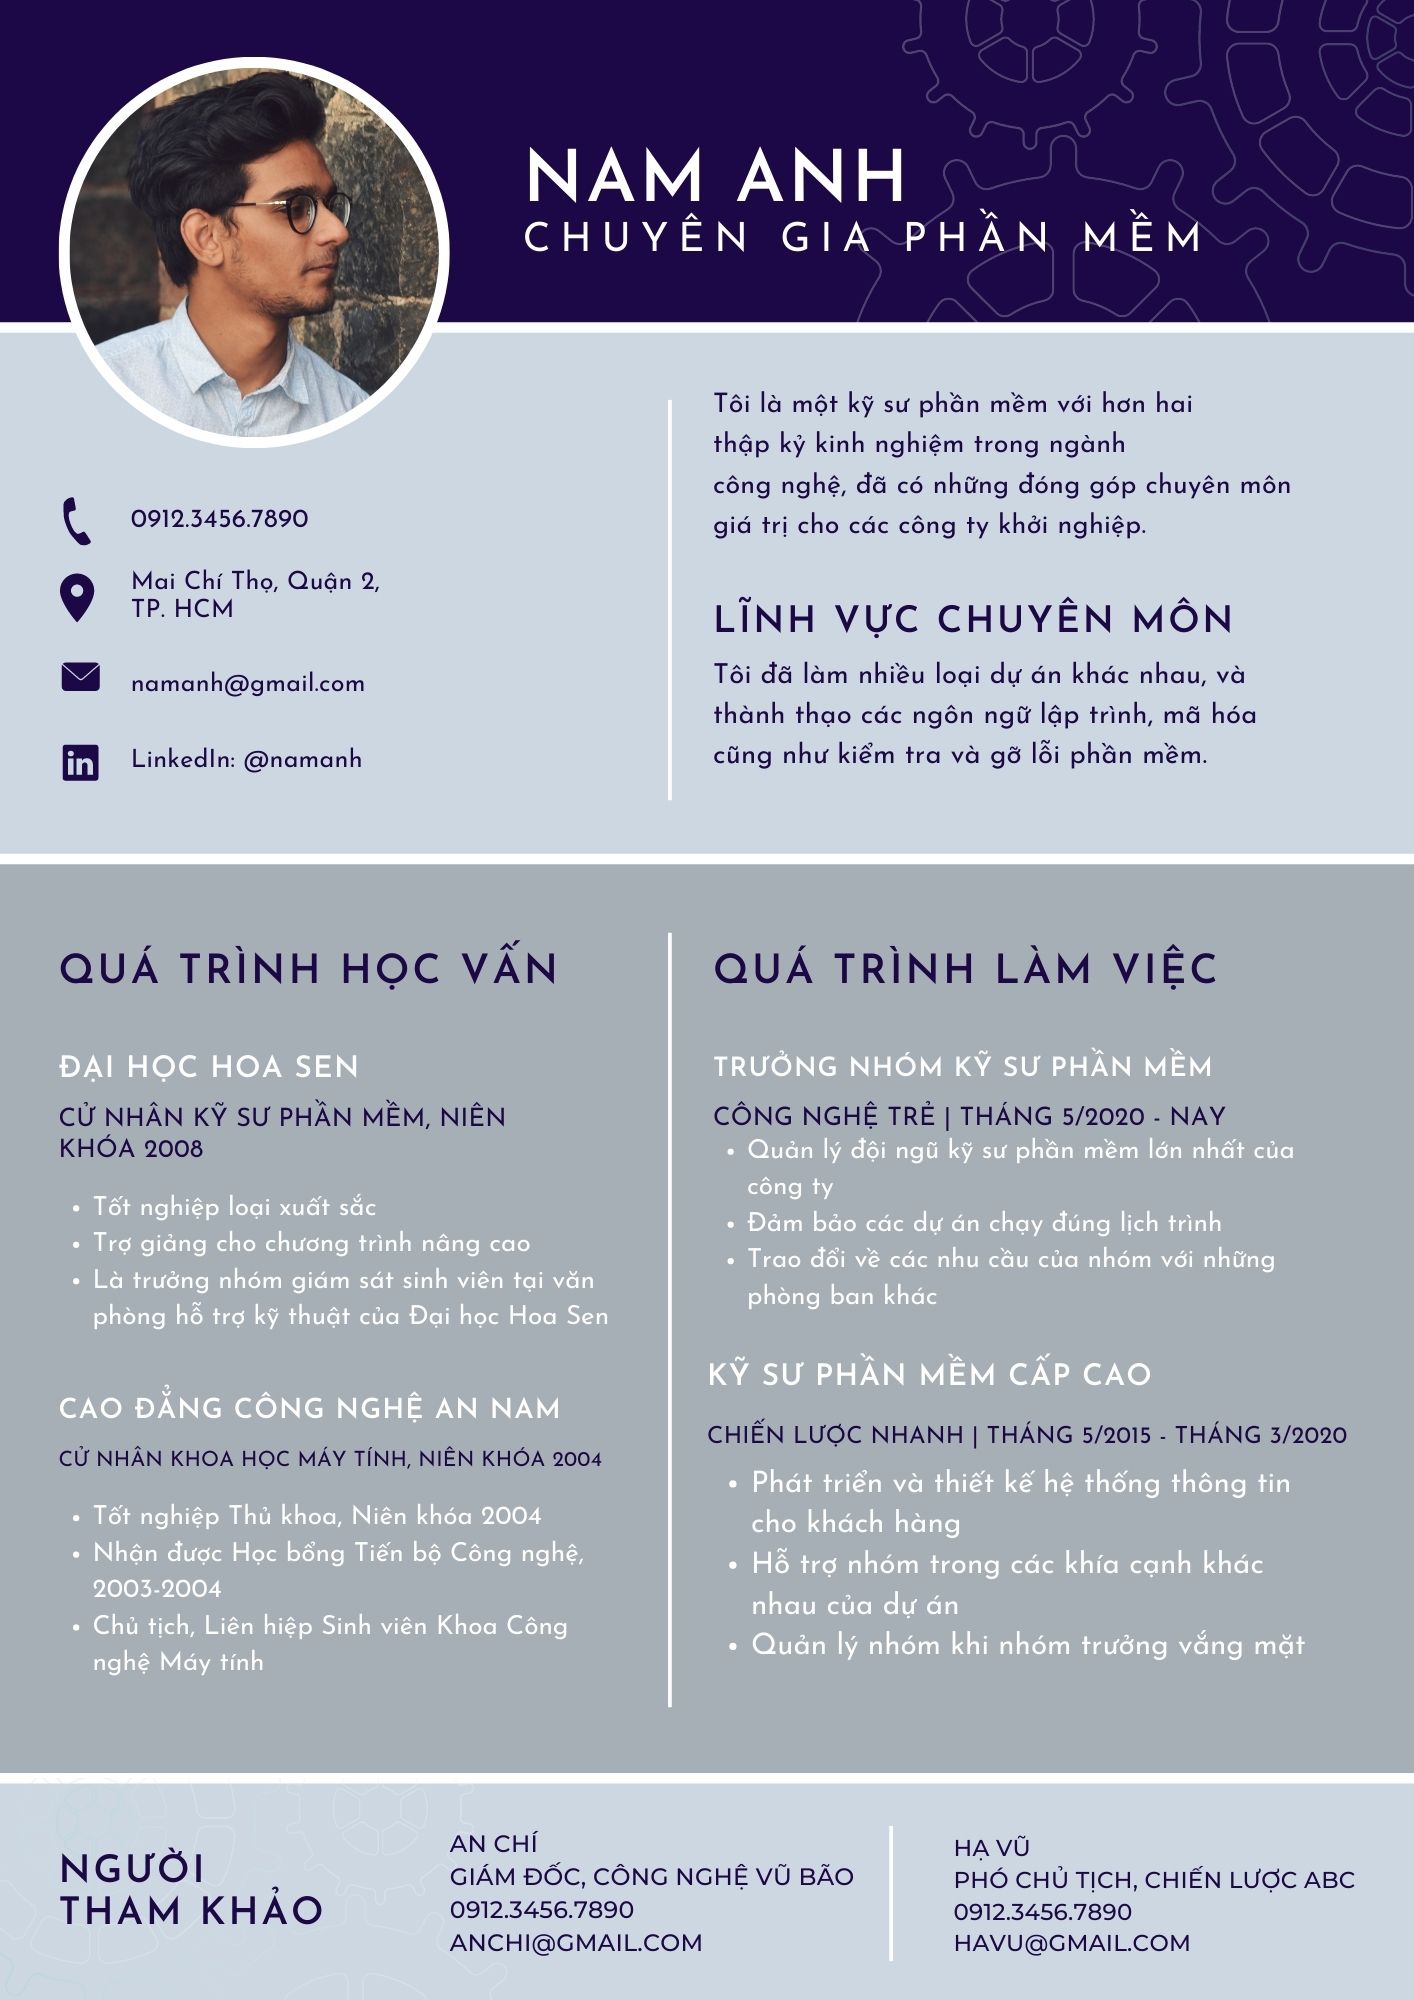 NAM ANH
CHUYÊN GIA PHẦN MỀM
0912.3456.7890
Mai Chí Thọ, Quận 2,
TP. HCM
namanh@gmail.com
LinkedIn: @namanh
Tôi là một kỹ sư phần mềm với hơn hai
thập kỷ kinh nghiệm trong ngành
công nghệ, đã có những đóng góp chuyên môn
giá trị cho các công ty khởi nghiệp.
LĨNH VỰC CHUYÊN MÔN
Tôi đã làm nhiều loại dự án khác nhau, và
thành thạo các ngôn ngữ lập trình, mã hóa
cũng như kiểm tra và gỡ lỗi phần mềm.
QUÁ TRÌNH HỌC VẤN
ĐẠI HỌC HOA SEN
CỬ NHÂN KỸ SƯ PHẦN MỀM, NIÊN
KHÓA 2008
• Tốt nghiệp loại xuất sắc
• Trợ giảng cho chương trình nâng cao
• Là trưởng nhóm giám sát sinh viên tại văn
phòng hỗ trợ kỹ thuật của Đại học Hoa Sen
CAO ĐẲNG CÔNG NGHỆ AN NAM
CỬ NHÂN KHOA HỌC MÁY TÍNH, NIÊN KHÓA 2004
• Tốt nghiệp Thủ khoa, Niên khóa 2004
• Nhận được Học bổng Tiến bộ Công nghệ,
2003-2004
• Chủ tịch, Liên hiệp Sinh viên Khoa Công
nghệ Máy tính
QUÁ TRÌNH LÀM VIỆC
TRƯỞNG NHÓM KỸ SƯ PHẦN MỀM
CÔNG NGHỆ TRẺ | THÁNG 5/2020 - NAY
• Quản lý đội ngũ kỹ sư phần mềm lớn nhất của
công ty
• Đảm bảo các dự án chạy đúng lịch trình
• Trao đổi về các nhu cầu của nhóm với những
phòng ban khác
KỸ SƯ PHẦN MỀM CẤP CAO
CHIẾN LƯỢC NHANH | THÁNG 5/2015 - THÁNG 3/2020
• Phát triển và thiết kế hệ thống thông tin
cho khách hàng
• Hỗ trợ nhóm trong các khía cạnh khác
nhau của dự án
• Quản lý nhóm khi nhóm trưởng vắng mặt
NGƯỜI
THAM KHẢO
AN CHÍ
GIÁM ĐỐC, CÔNG NGHỆ VŨ BÃO
0912.3456.7890
ANCHI@GMAIL.COM
HẠ VŨ
PHÓ CHỦ TỊCH, CHIẾN LƯỢC ABC
0912.3456.7890
HAVU@GMAIL.COM